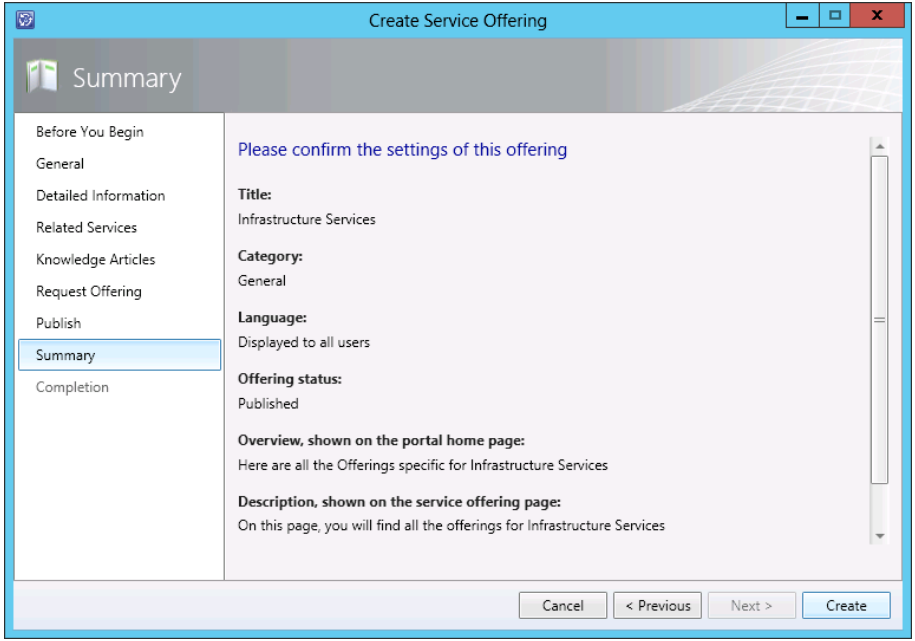 Create Service Offering
Summary
Before You Begin
General
Detailed Information
Related Services
Knowledge Articles
Request Offering
Publish
Summary
Completion
Please confirm the settings of this offering
Title:
Infrastructure Services
Category:
General
Language:
Displayed to all users
Offering status:
Published
Overview, shown on the portal home page:
Here are all the Offerings specific for Infrastructure Services
Description, shown on the service offering page:
On this page, you will find all the offerings for Infrastructure Services
Cancel
< Previous
Next >
Create